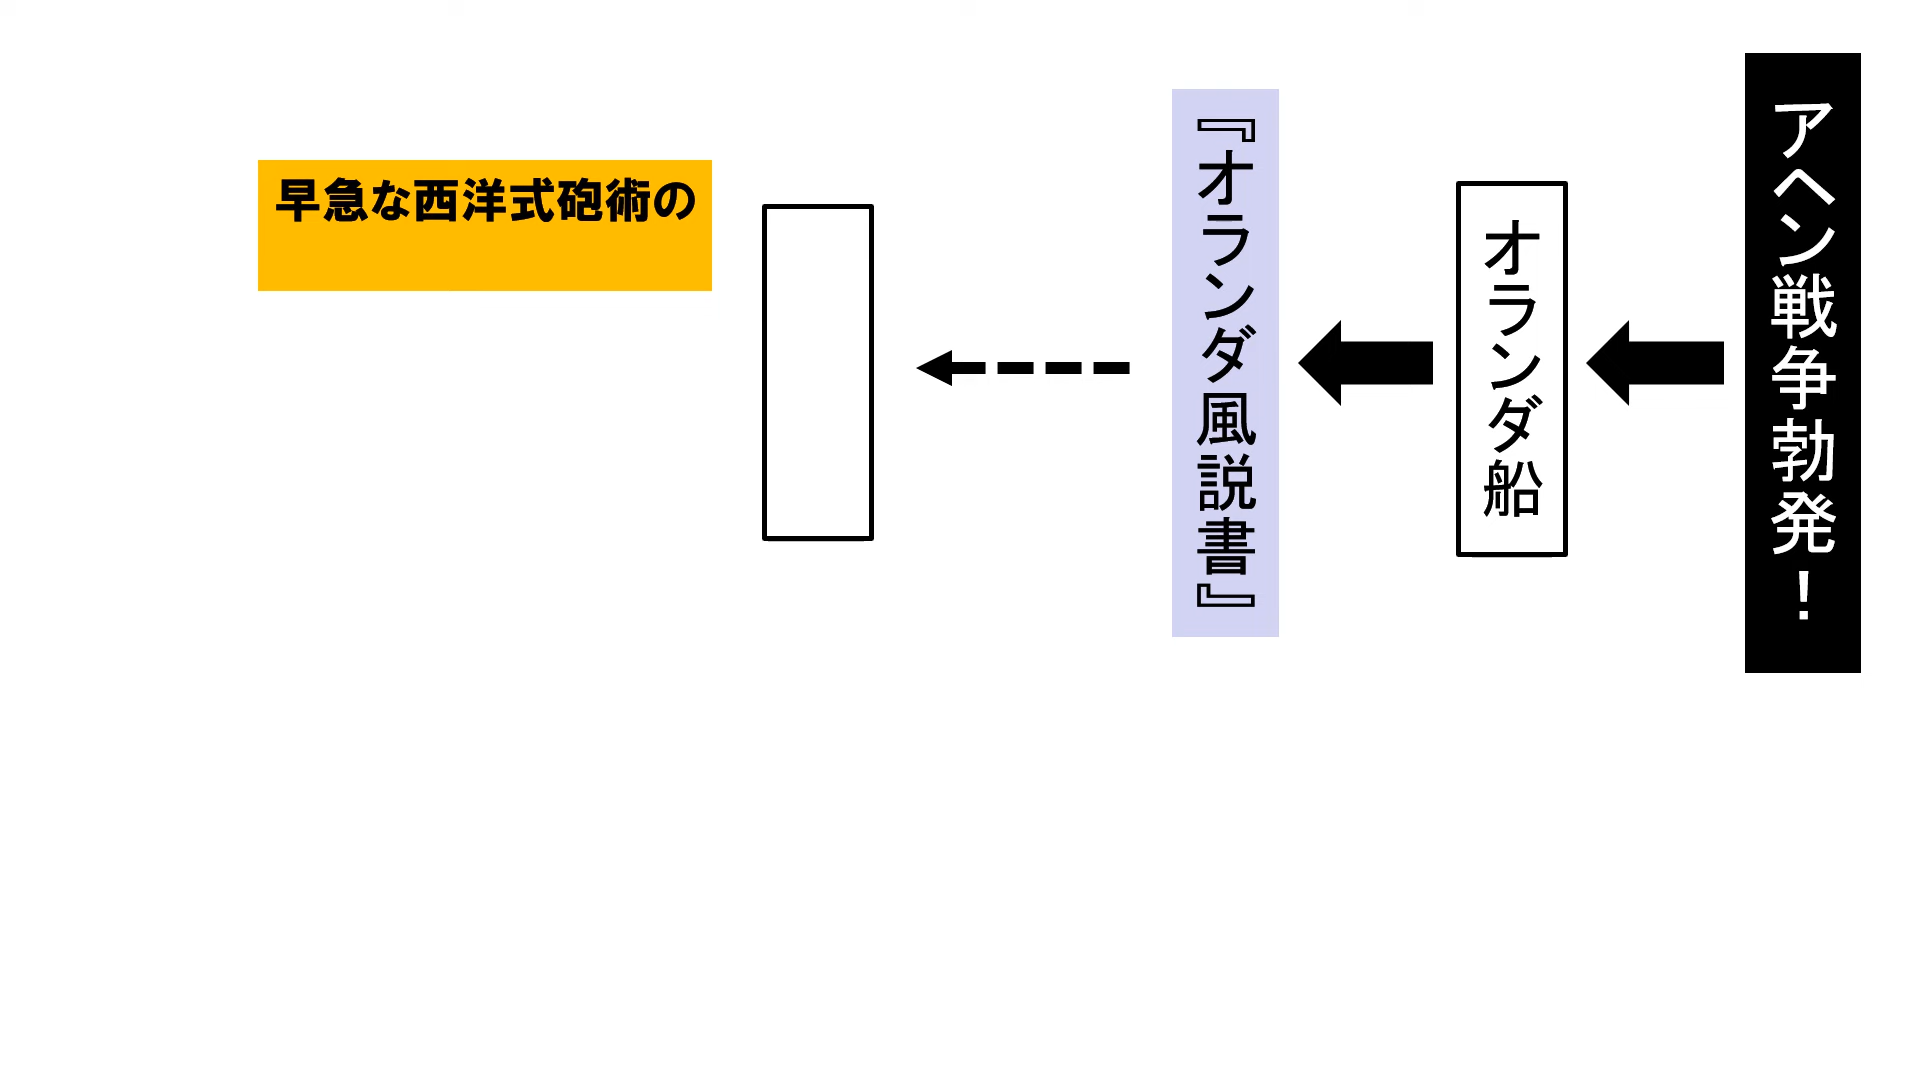 アヘン戦争勃発！
オランダ船
『オランダ風説書』
早急な西洋式砲術の